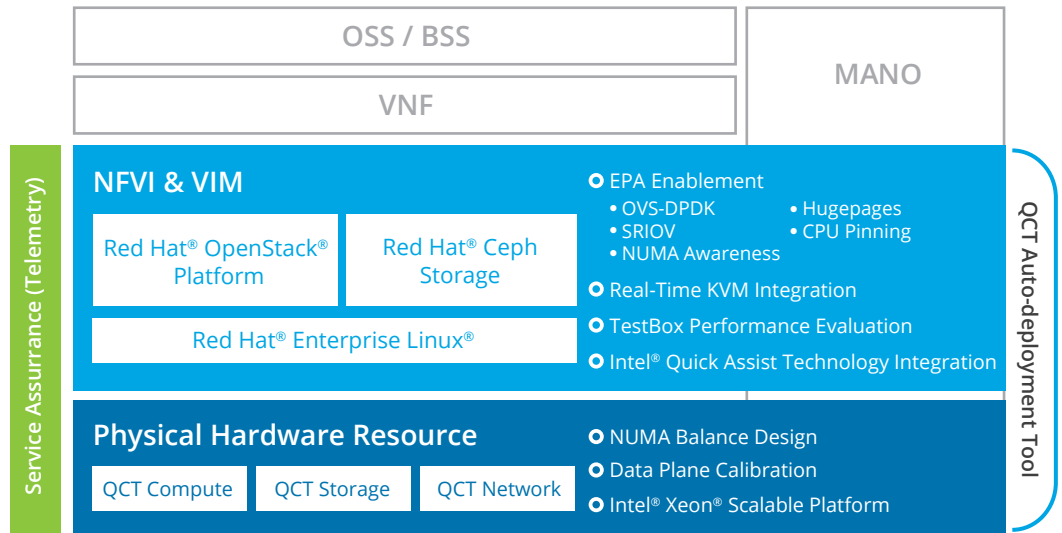 OSS / BSS
VNF
MANO
Service Assurrance (Telemetry)
NFVI & VIM
Red Hat® OpenStack®
Platform
Red Hat® Ceph
Storage
Red Hat® Enterprise Linux®
EPA Enablement
• OVS-DPDK
• SRIOV
• NUMA Awareness
• Hugepages
• CPU Pinning
Real-Time KVM Integration
TestBox Performance Evaluation
Intel® Quick Assist Technology Integration
Physical Hardware Resource
QCT Compute
QCT Storage
QCT Network
NUMA Balance Design
Data Plane Calibration
Intel® Xeon® Scalable Platform
QCT Auto-deployment Tool